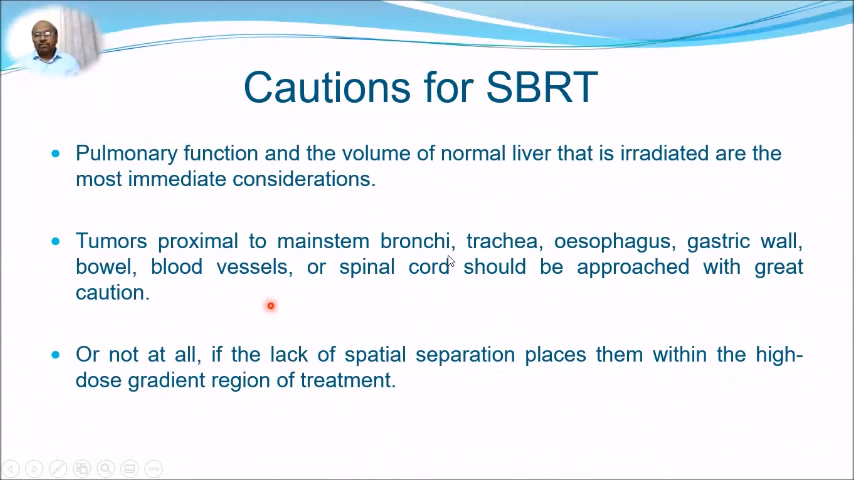 Cautions for SBRT
• Pulmonary function and the volume of normal liver that is irradiated are the
most immediate considerations.
• Tumors proximal to mainstem bronchi, trachea, oesophagus, gastric wall,
bowel, blood vessels, or spinal cord should be approached with great
caution.
• Or not at all, if the lack of spatial separation places them within the high-
dose gradient region of treatment.